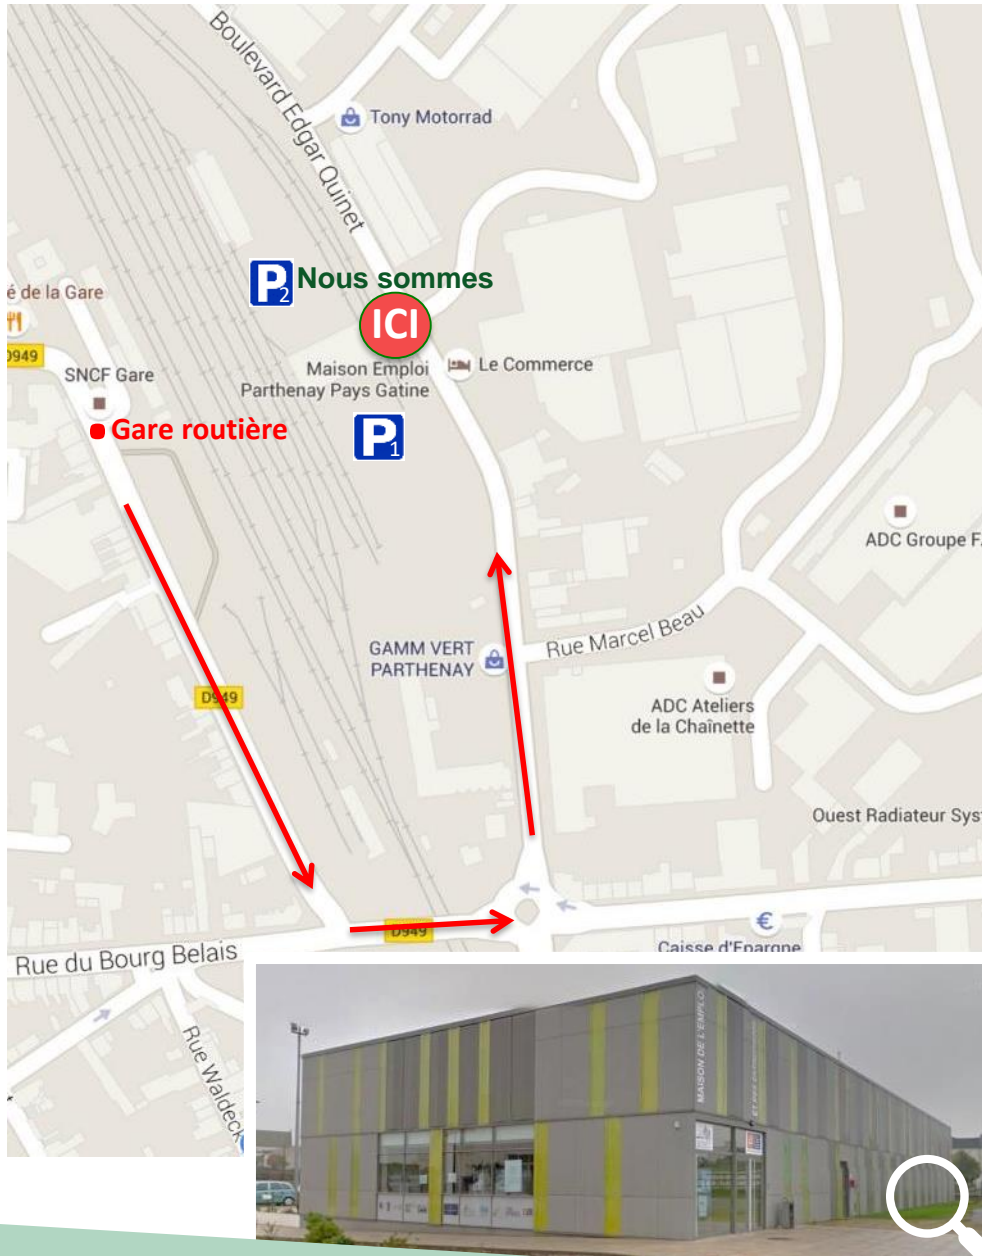 Boulevard Edgar Quinet
Tony Motorrad
P2
Nous sommes
ICI
é de la Gare
D949
SNCF Gare
Maison Emploi
Parthenay Pays Gatine
Le Commerce
Gare routière
P1
ADC Groupe F
GAMM VERT
PARTHENAY
Rue Marcel Beau
D949
ADC Ateliers
de la Chaînette
Ouest Radiateur Sys
D949
€
Caisse d'Epargne
Rue du Bourg Belais
Rue Waldeck
MAISON DE L'EMPLOI